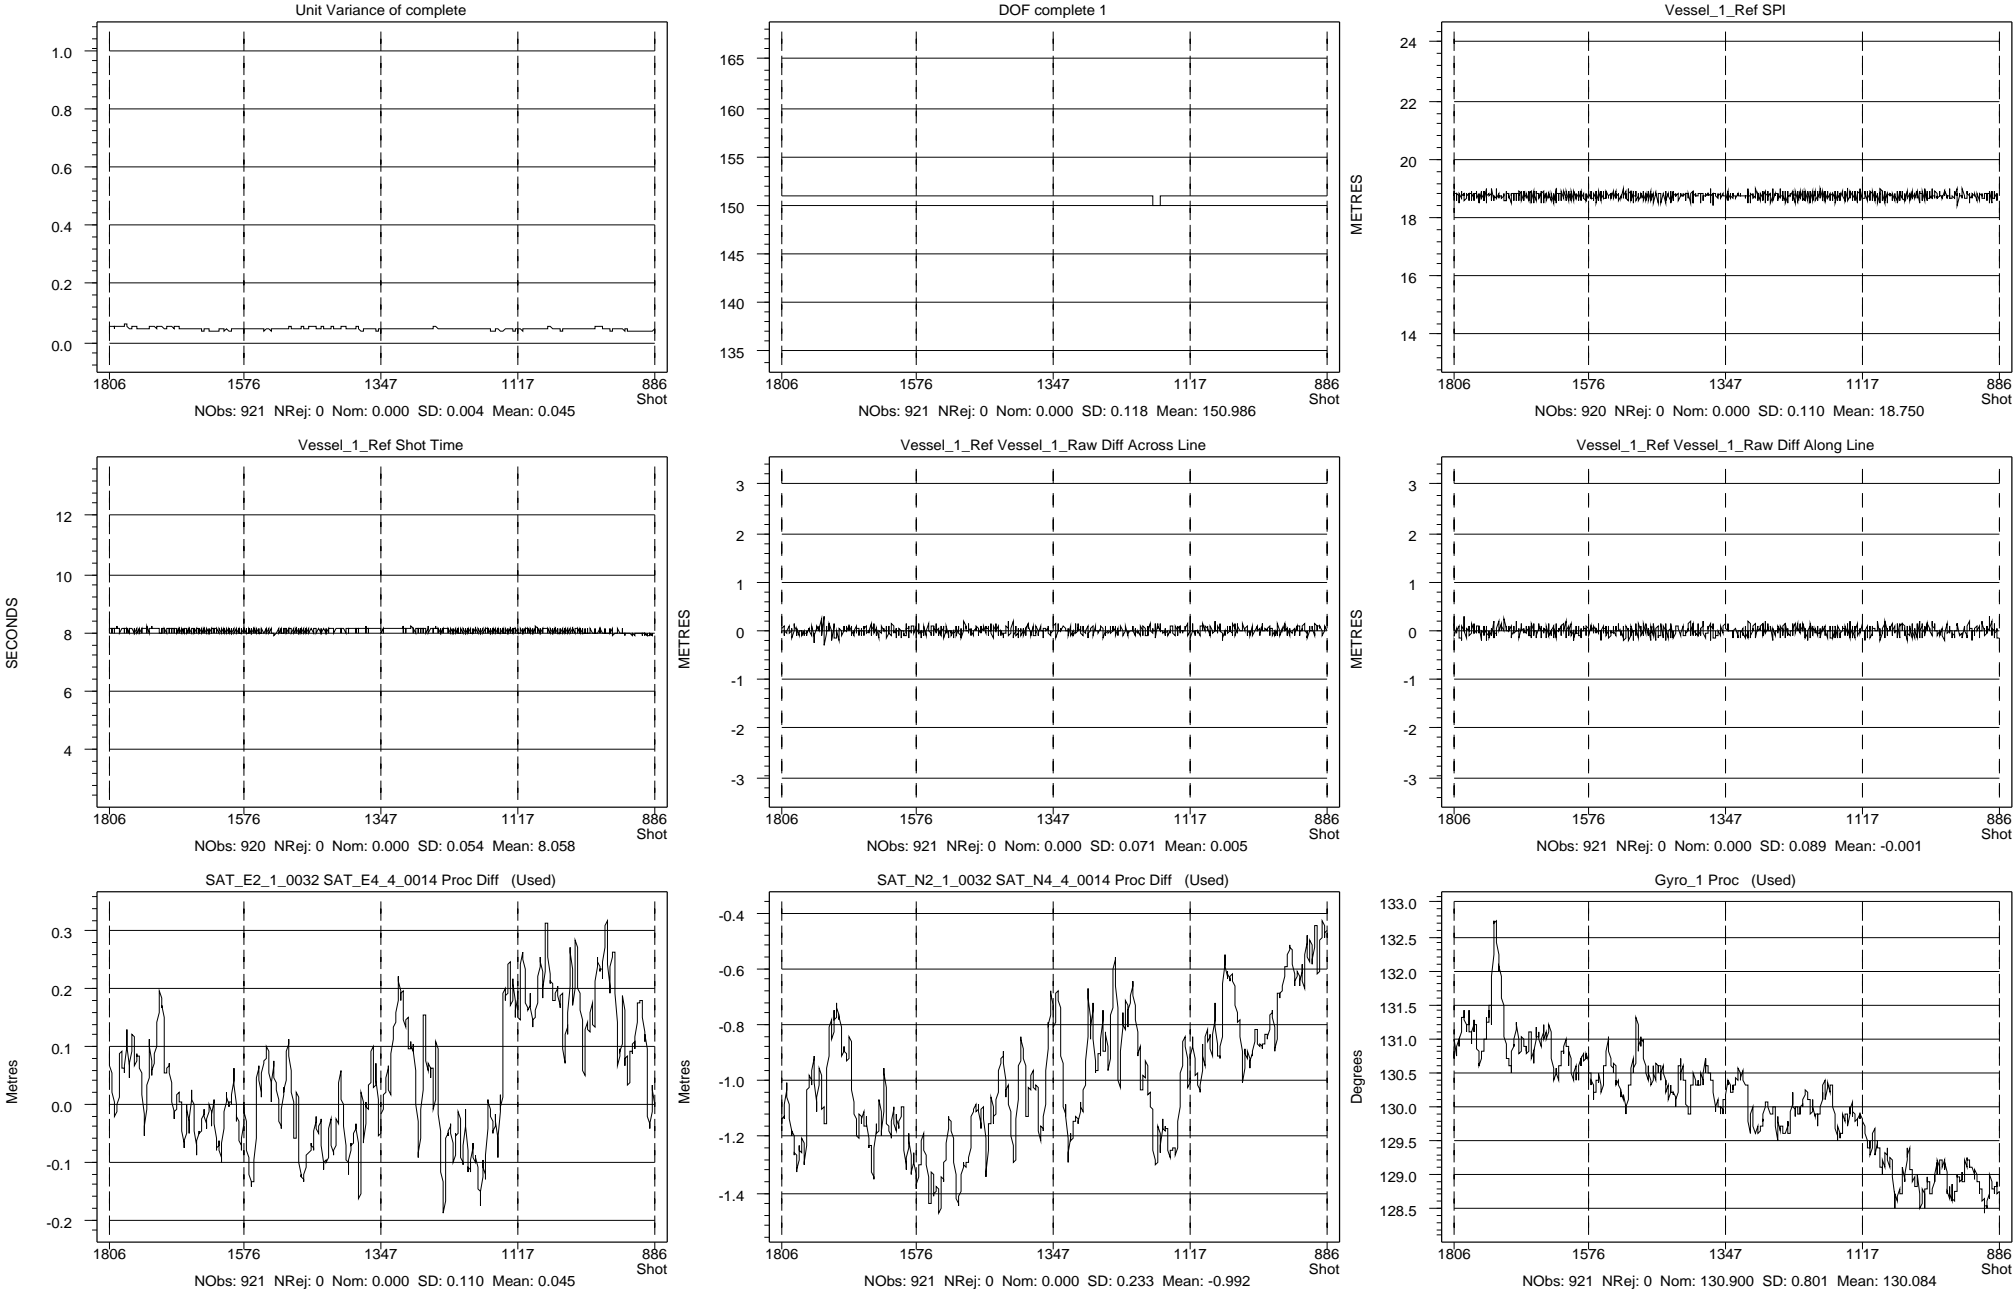 Unit Variance of complete
1.0
0.8
0.6
0.4
0.2
0.0
1806 1576 1347 1117 886
Shot
NObs: 921 NRej: 0 Nom: 0.000 SD: 0.004 Mean: 0.045
DOF complete 1
165
160
155
150
145
140
135
1806 1576 1347 1117 886
Shot
NObs: 921 NRej: 0 Nom: 0.000 SD: 0.118 Mean: 150.986
Vessel_1_Ref SPI
METRES
24
22
20
18
16
14
1806 1576 1347 1117 886
Shot
NObs: 920 NRej: 0 Nom: 0.000 SD: 0.110 Mean: 18.750
Vessel_1_Ref Shot Time
SECONDS
12
10
8
6
4
1806 1576 1347 1117 886
Shot
NObs: 920 NRej: 0 Nom: 0.000 SD: 0.054 Mean: 8.058
Vessel_1_Ref Vessel_1_Raw Diff Across Line
METRES
3
2
1
0
-1
-2
-3
1806 1576 1347 1117 886
Shot
NObs: 921 NRej: 0 Nom: 0.000 SD: 0.071 Mean: 0.005
Vessel_1_Ref Vessel_1_Raw Diff Along Line
METRES
3
2
1
0
-1
-2
-3
1806 1576 1347 1117 886
Shot
NObs: 921 NRej: 0 Nom: 0.000 SD: 0.089 Mean: -0.001
SAT_E2_1_0032 SAT_E4_4_0014 Proc Diff (Used)
Metres
0.3
0.2
0.1
0.0
-0.1
-0.2
1806 1576 1347 1117 886
Shot
NObs: 921 NRej: 0 Nom: 0.000 SD: 0.110 Mean: 0.045
SAT_N2_1_0032 SAT_N4_4_0014 Proc Diff (Used)
Metres
-0.4
-0.6
-0.8
-1.0
-1.2
-1.4
1806 1576 1347 1117 886
Shot
NObs: 921 NRej: 0 Nom: 0.000 SD: 0.233 Mean: -0.992
Gyro_1 Proc (Used)
Degrees
133.0
132.5
132.0
131.5
131.0
130.5
130.0
129.5
129.0
128.5
1806 1576 1347 1117 886
Shot
NObs: 921 NRej: 0 Nom: 130.900 SD: 0.801 Mean: 130.084